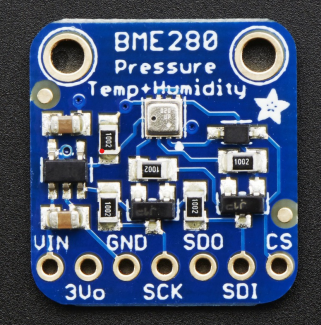 BME280
Pressure
Temp+Humidity
1002
1002
1002
1002
1002
VIN GND SDO CS
3Vo SCK SDI